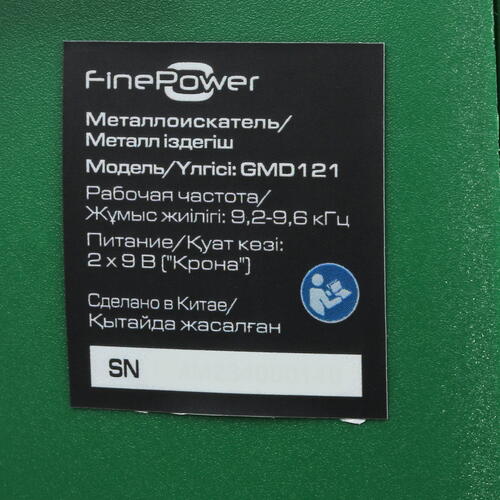 FinePower
Металлоискатель/
Металл іздегіш
Модель/Үлгісі: GMD121
Рабочая частота/
Жұмыс жиілігі: 9,2-9,6 кГц
Питание/Қуат көзі:
2 x 9 В ("Крона")
Сделано в Китае/
Қытайда жасалған
SN